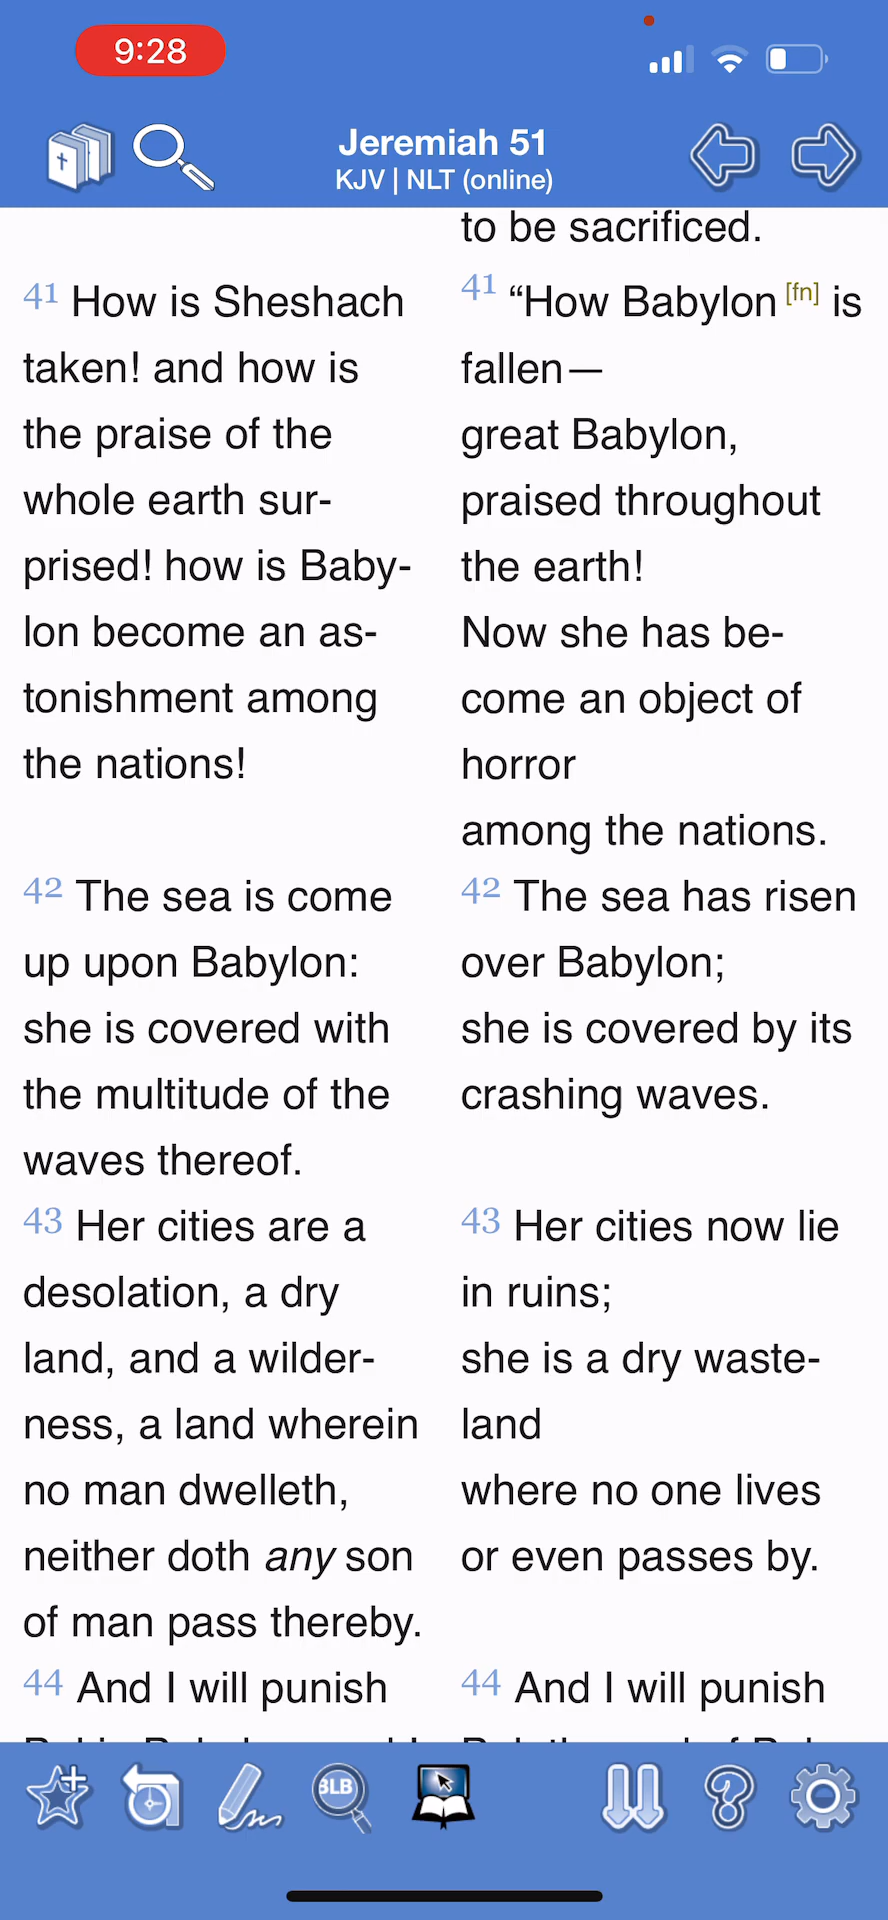 9:28
Jeremiah 51
KJV | NLT (online)
to be sacrificed.
41 How is Sheshach
taken! and how is
the praise of the
whole earth sur-
prised! how is Baby-
lon become an as-
tonishment among
the nations!
42 The sea is come
up upon Babylon:
she is covered with
the multitude of the
waves thereof.
43 Her cities are a
desolation, a dry
land, and a wilder-
ness, a land wherein
no man dwelleth,
neither doth any son
of man pass thereby.
44 And I will punish
41 “How Babylon [fn] is
fallen—
great Babylon,
praised throughout
the earth!
Now she has be-
come an object of
horror
among the nations.
42 The sea has risen
over Babylon;
she is covered by its
crashing waves.
43 Her cities now lie
in ruins;
she is a dry waste-
land
where no one lives
or even passes by.
44 And I will punish
BLB